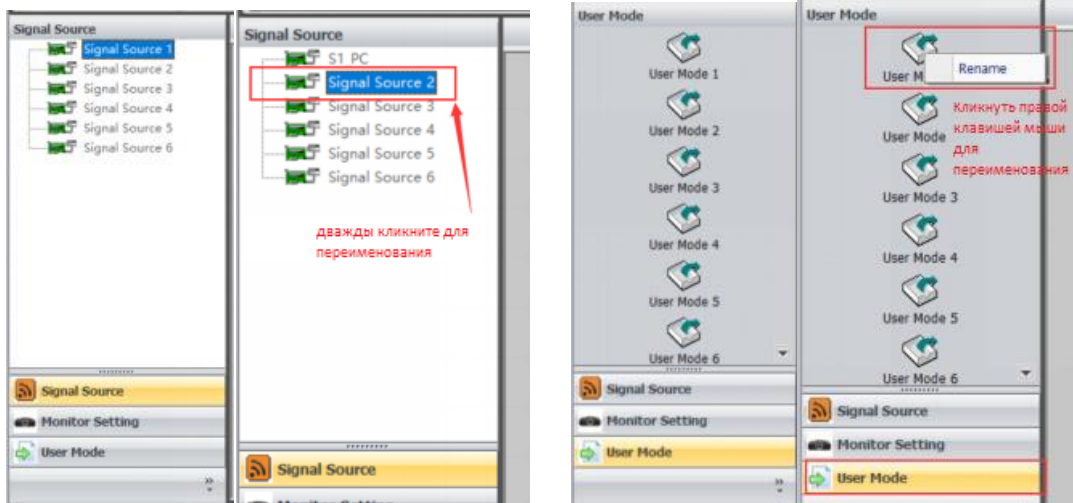 Signal Source
Signal Source 1
Signal Source 2
Signal Source 3
Signal Source 4
Signal Source 5
Signal Source 6
Signal Source
Monitor Setting
User Mode
Signal Source
S1 PC
Signal Source 2
Signal Source 3
Signal Source 4
Signal Source 5
Signal Source 6
дважды кликните для
переименования
Signal Source
Monitor Setting
User Mode
User Mode 1
User Mode 2
User Mode 3
User Mode 4
User Mode 5
User Mode 6
Signal Source
Monitor Setting
User Mode
User Mode
User M
Rename
Кликнуть правой
клавишей мыши
для
переименования
User Mode
User Mode 3
User Mode 4
User Mode 5
User Mode 6
Signal Source
Monitor Setting
User Mode